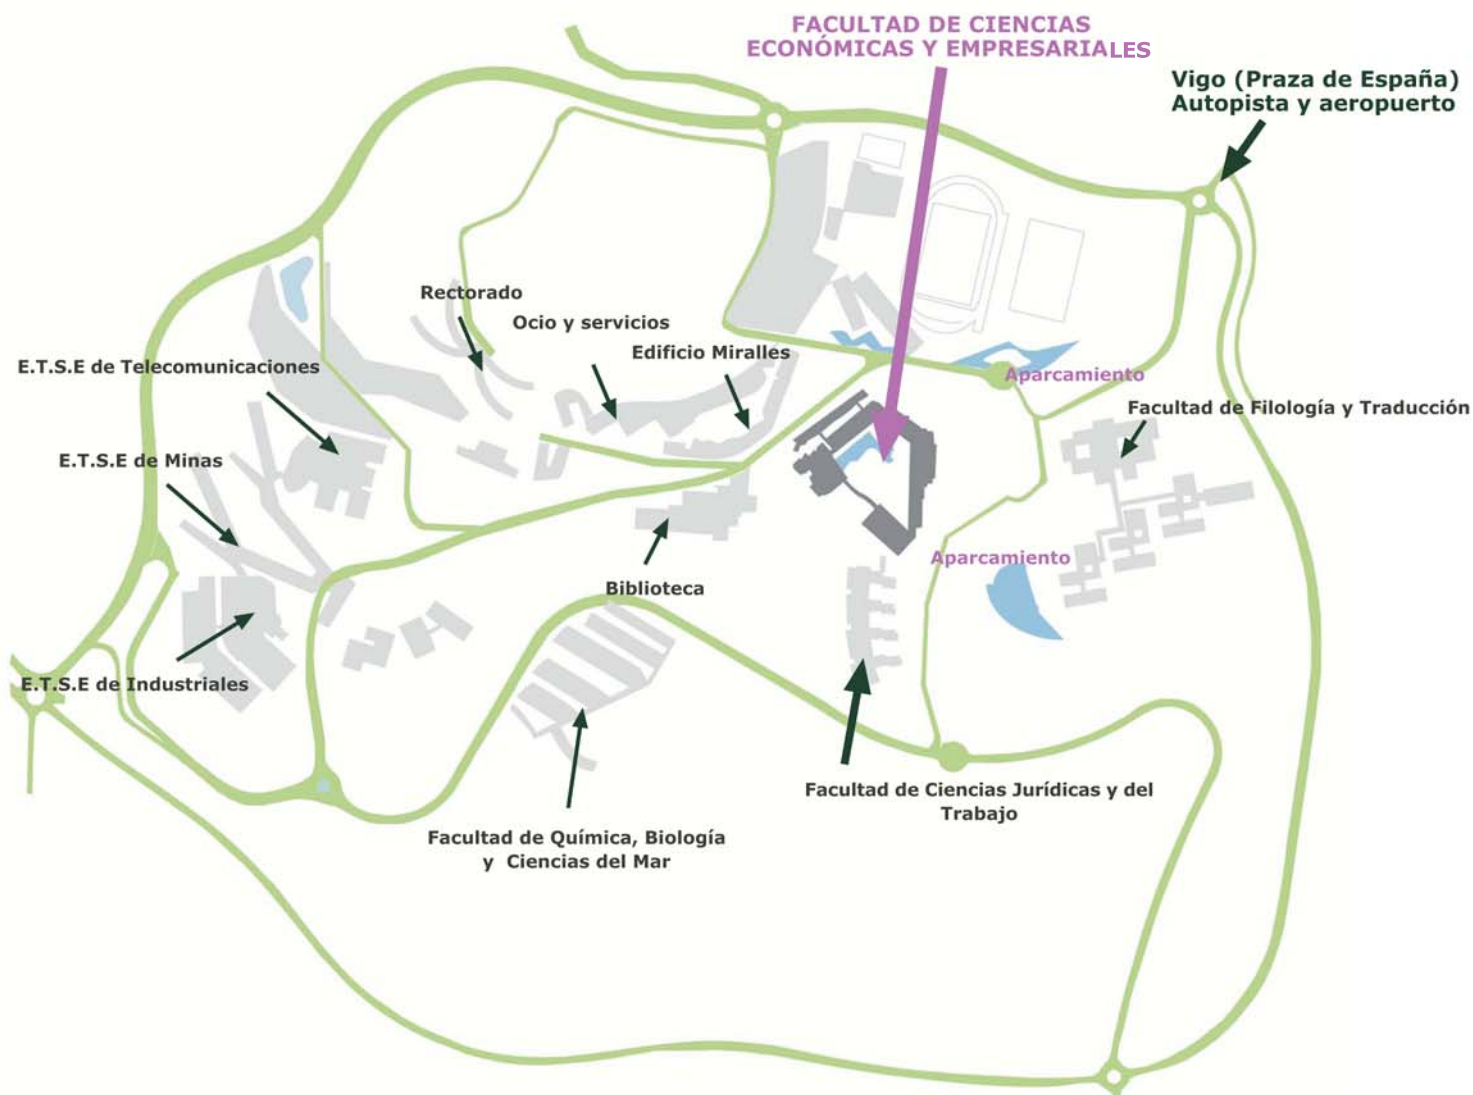 FACULTAD DE CIENCIAS
ECONÓMICAS Y EMPRESARIALES
Vigo (Praza de España)
Autopista y aeropuerto
Rectorado
Ocio y servicios
Edificio Miralles
E.T.S.E de Telecomunicaciones
Aparcamiento
Facultad de Filología y Traducción
E.T.S.E de Minas
Aparcamiento
Biblioteca
E.T.S.E de Industriales
Facultad de Ciencias Jurídicas y del
Trabajo
Facultad de Química, Biología
y Ciencias del Mar